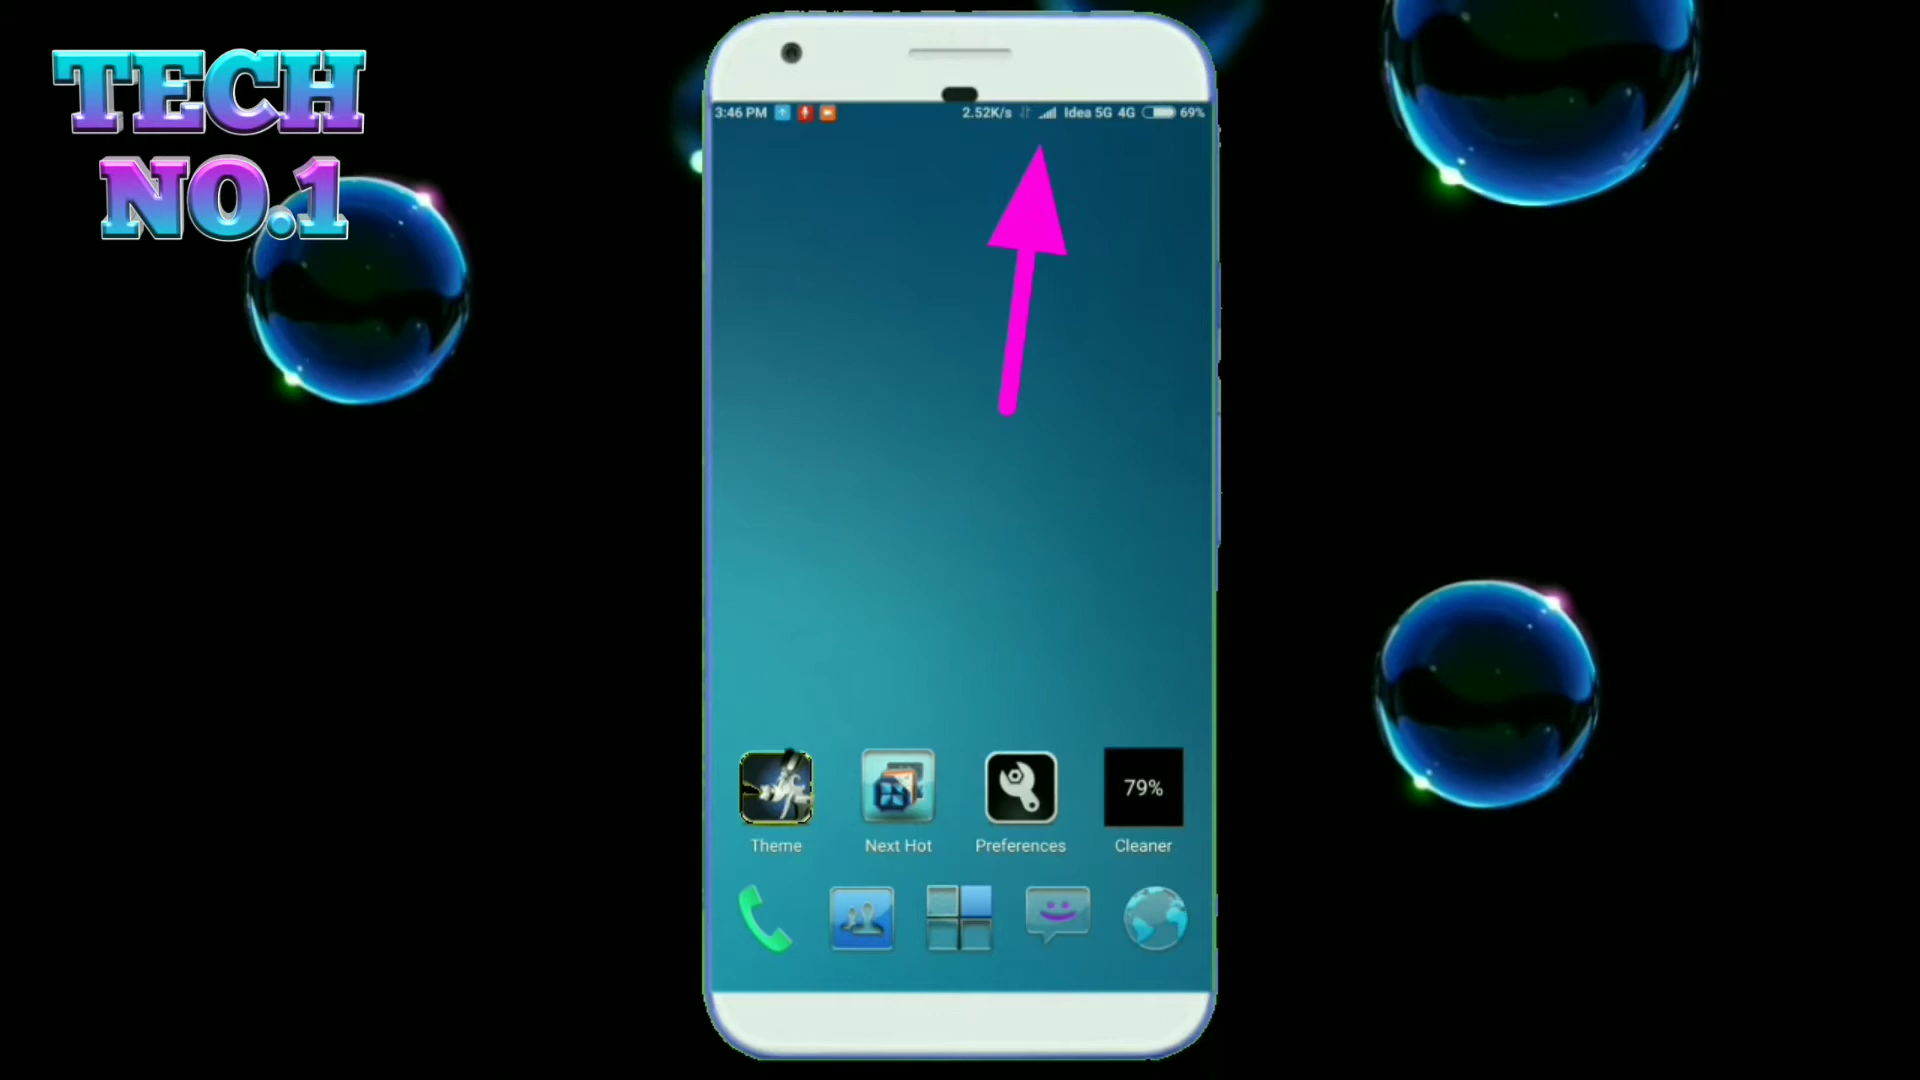 TECH
NO.1
3:46 PM 2.52K/s Idea 5G 4G 69%
79%
Theme Next Hot Preferences Cleaner